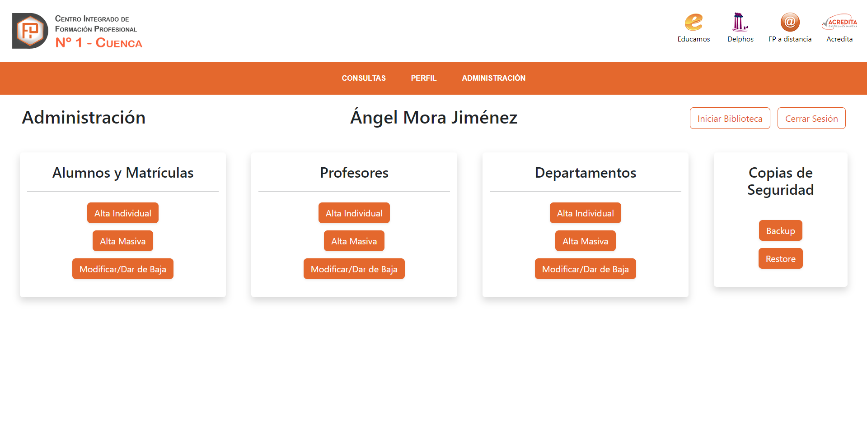 Centro Integrado de
Formación Profesional
Nº 1 - Cuenca
Educamos
Delphos
FP a distancia
ACREDITA
Acredita
CONSULTAS
PERFIL
ADMINISTRACIÓN
Administración
Ángel Mora Jiménez
Iniciar Biblioteca
Cerrar Sesión
Alumnos y Matrículas
Alta Individual
Alta Masiva
Modificar/Dar de Baja
Profesores
Alta Individual
Alta Masiva
Modificar/Dar de Baja
Departamentos
Alta Individual
Alta Masiva
Modificar/Dar de Baja
Copias de
Seguridad
Backup
Restore